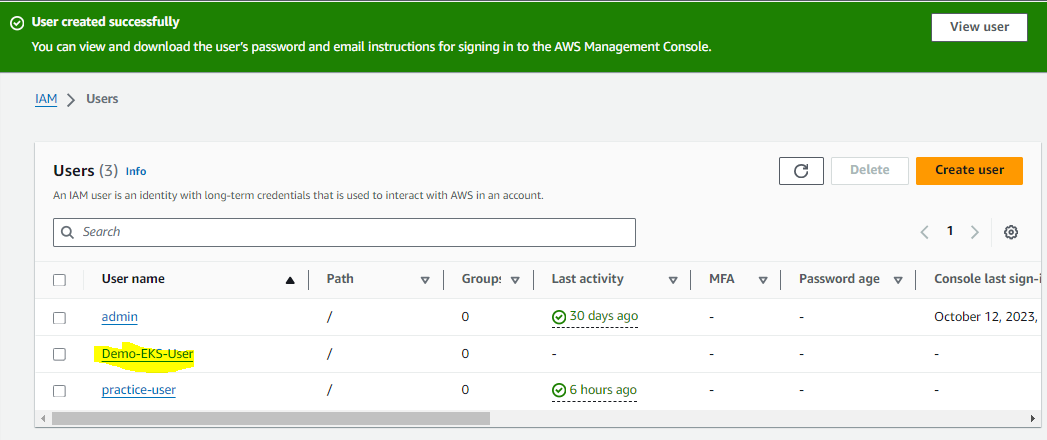 User created successfully
View user
You can view and download the user's password and email instructions for signing in to the AWS Management Console.
IAM > Users
Users (3) Info
Delete
Create user
An IAM user is an identity with long-term credentials that is used to interact with AWS in an account.
Search
1
User name Path Groups Last activity MFA Password age Console last sign-i
admin / 0 30 days ago - - October 12, 2023,
Demo-EKS-User / 0 - - - -
practice-user / 0 6 hours ago - - -